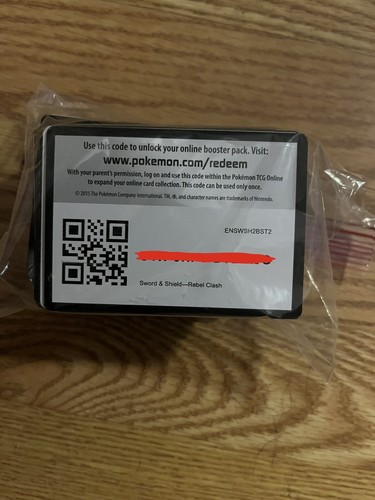 Use this code to unlock your online booster pack. Visit:
www.pokemon.com/redeem
With your parent's permission, log on and use this code within the Pokémon TCG Online
to expand your online card collection. This code can be used only once.
© 2015 The Pokémon Company International. TM, ®, and character names are trademarks of Nintendo.
ENSWSH2BST2
Sword & Shield—Rebel Clash